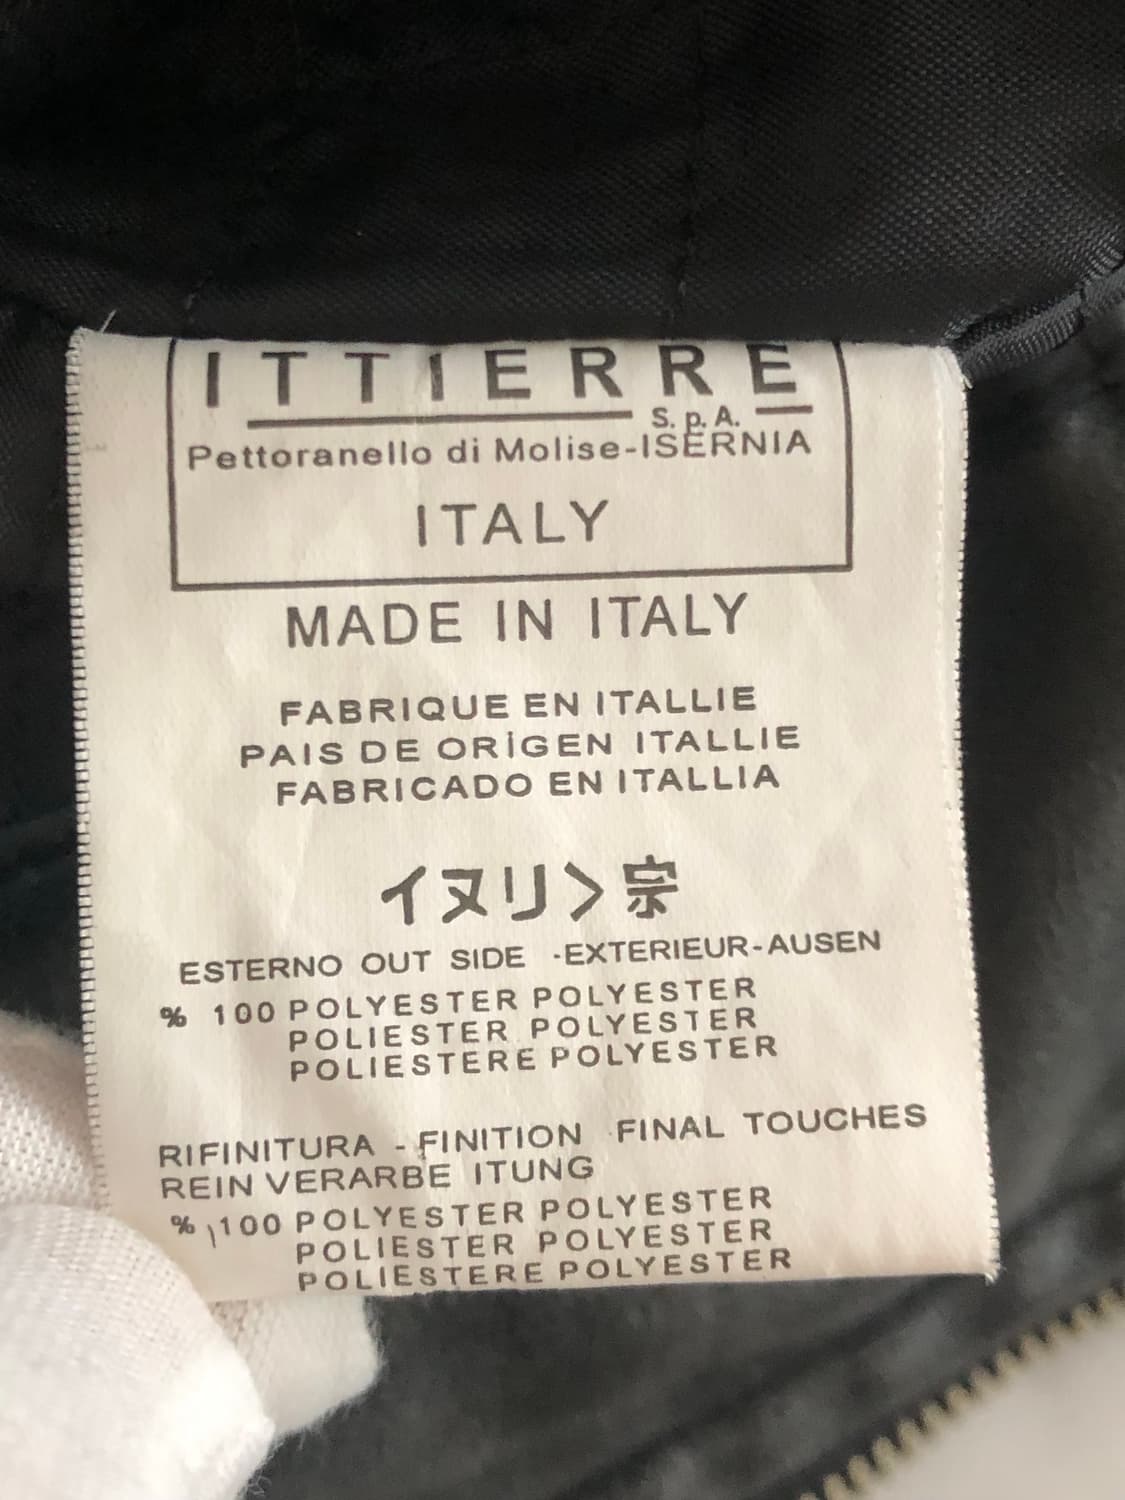 ITTIERRE
S.p.A.
Pettoranello di Molise-ISERNIA
ITALY
MADE IN ITALY
FABRIQUE EN ITALLIE
PAIS DE ORİGEN ITALLIE
FABRICADO EN ITALLIA
イヌリン宗
ESTERNO OUT SIDE -EXTERIEUR-AUSEN
% 100 POLYESTER POLYESTER
POLIESTER POLYESTER
POLIESTERE POLYESTER
RIFINITURA - FINITION FINAL TOUCHES
REIN VERARBE ITUNG
% \100 POLYESTER POLYESTER
POLIESTER POLYESTER
POLIESTERE POLYESTER